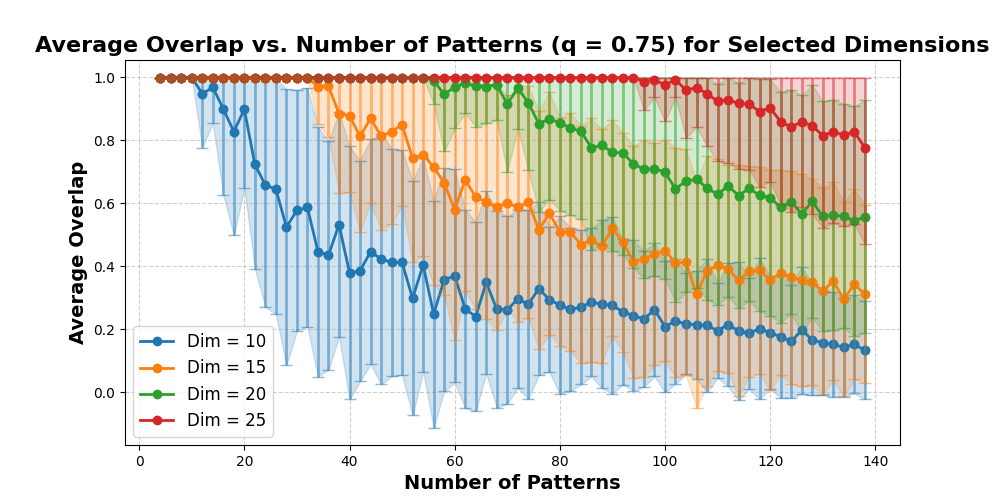 Average Overlap vs. Number of Patterns (q = 0.75) for Selected Dimensions
Average Overlap
1.0
0.8
0.6
0.4
0.2
0.0
Dim = 10
Dim = 15
Dim = 20
Dim = 25
0 20 40 60 80 100 120 140
Number of Patterns